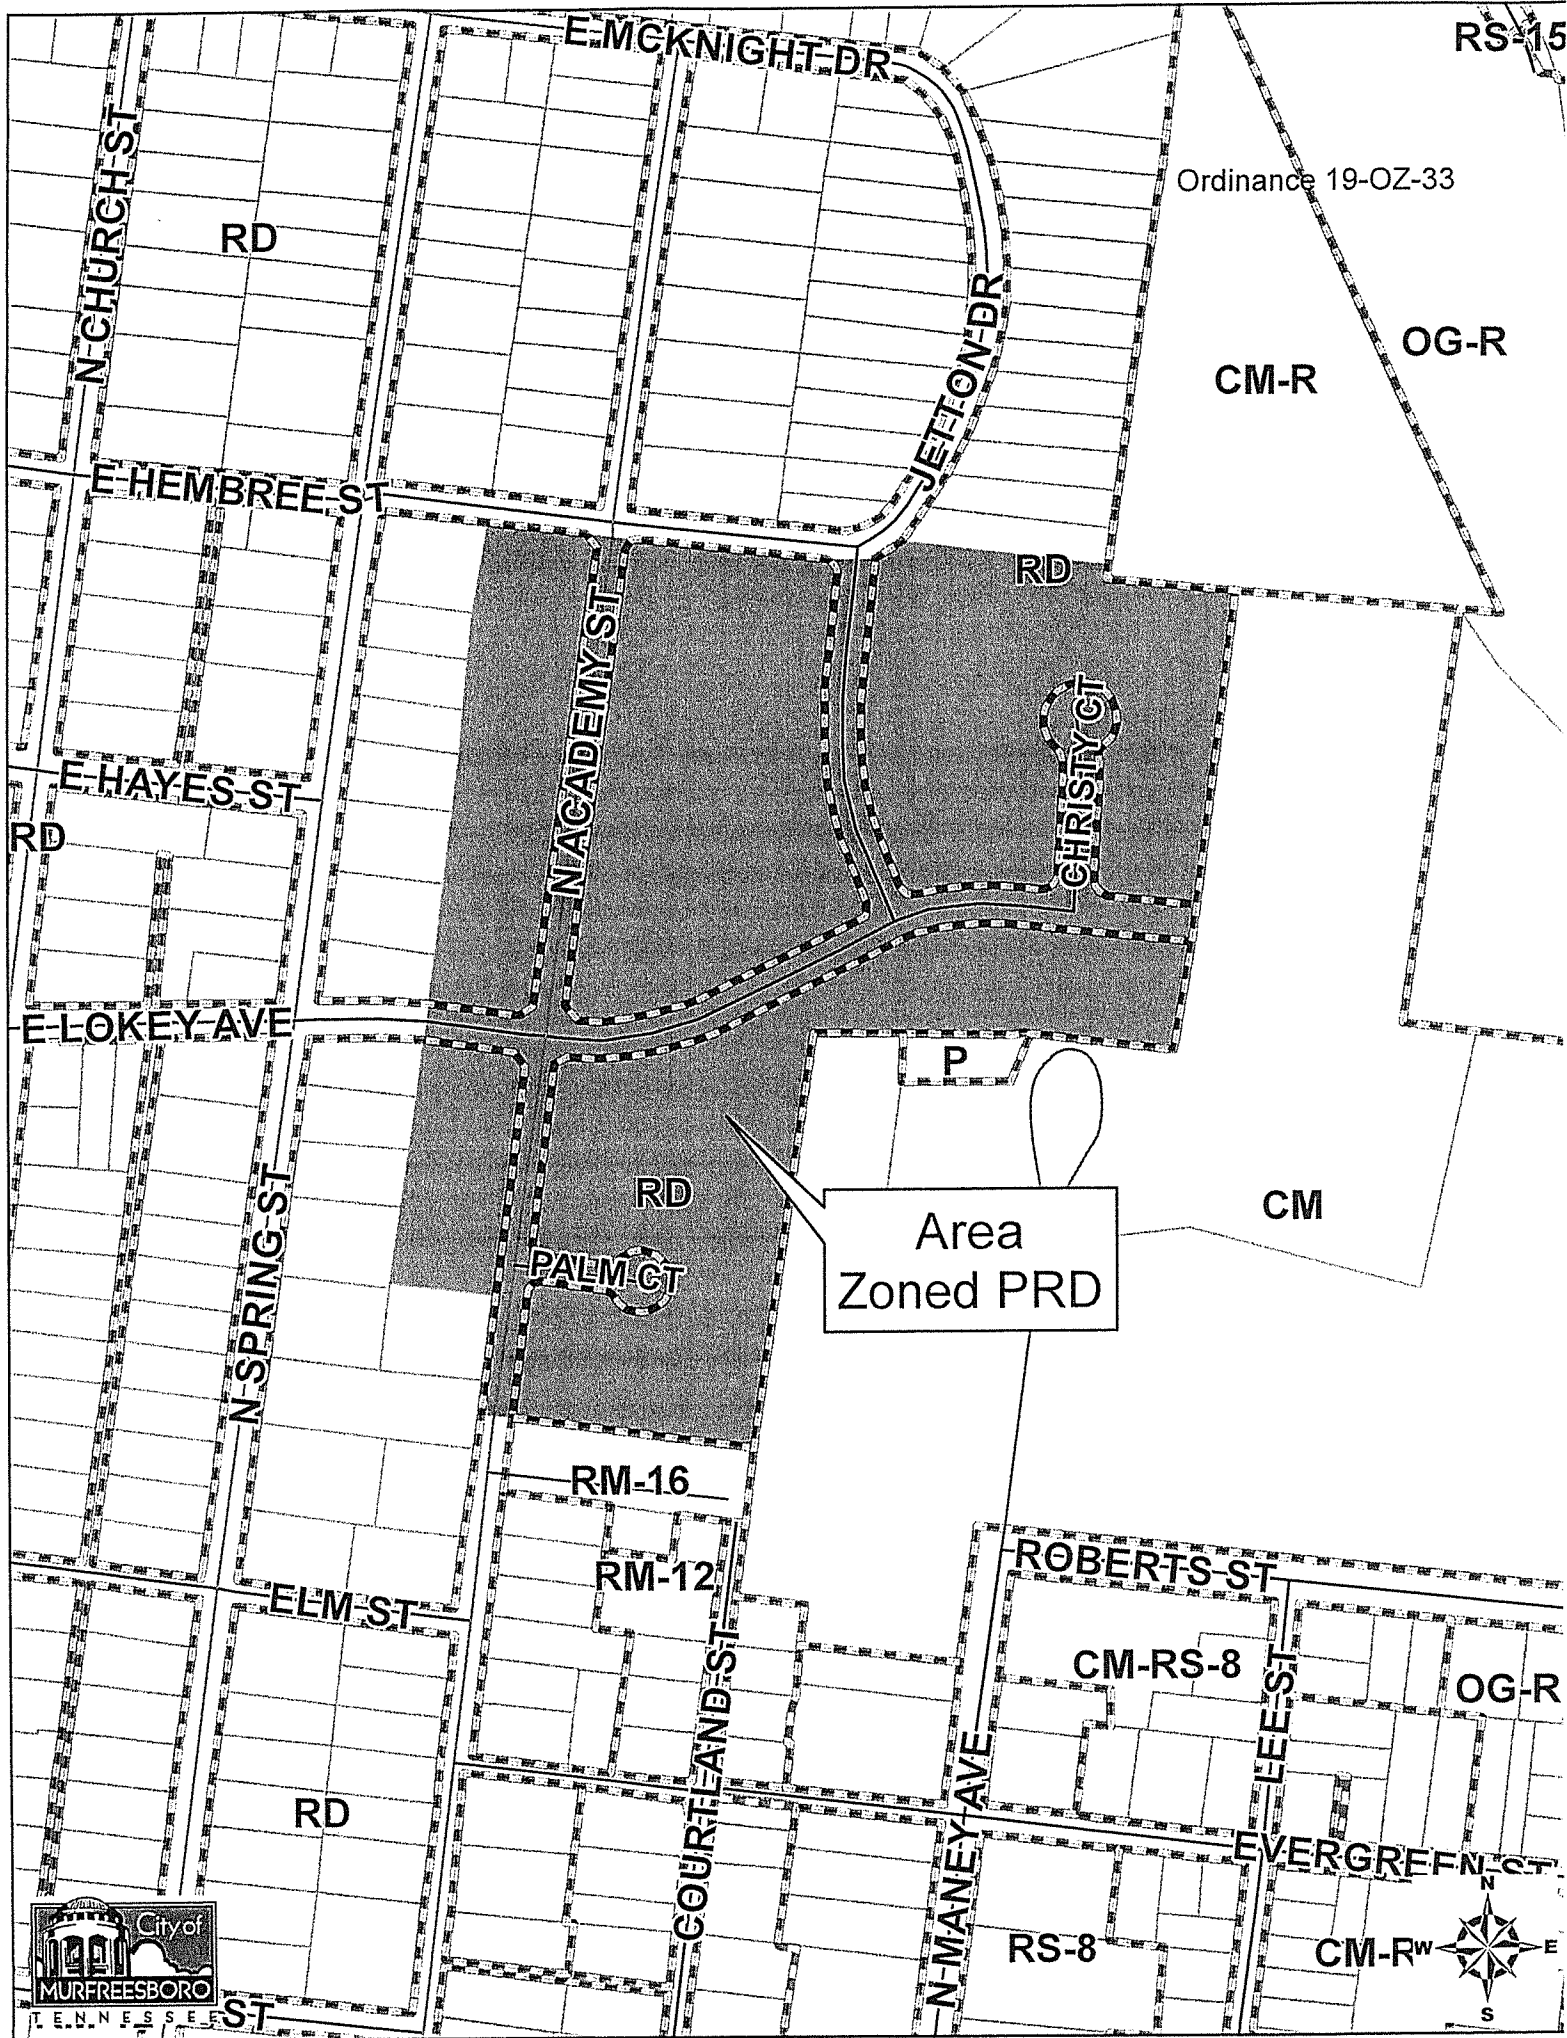 E MCKNIGHT DR
RS-15
N CHURCH ST
Ordinance 19-OZ-33
RD
JETTON DR
OG-R
CM-R
E HEMBREE ST
RD
N ACADEMY ST
CHRISTY CT
E HAYES ST
RD
E LOKEY AVE
P
RD
CM
Area
Zoned PRD
N SPRING ST
PALM CT
RM-16
ROBERTS ST
RM-12
ELM ST
CM-RS-8
LEE ST
OG-R
COURTLAND ST
N MANEY AVE
RD
EVERGREEN ST
N
City of
RS-8
CM-R
W
E
MURFREESBORO
S
TENNESSEE
ST